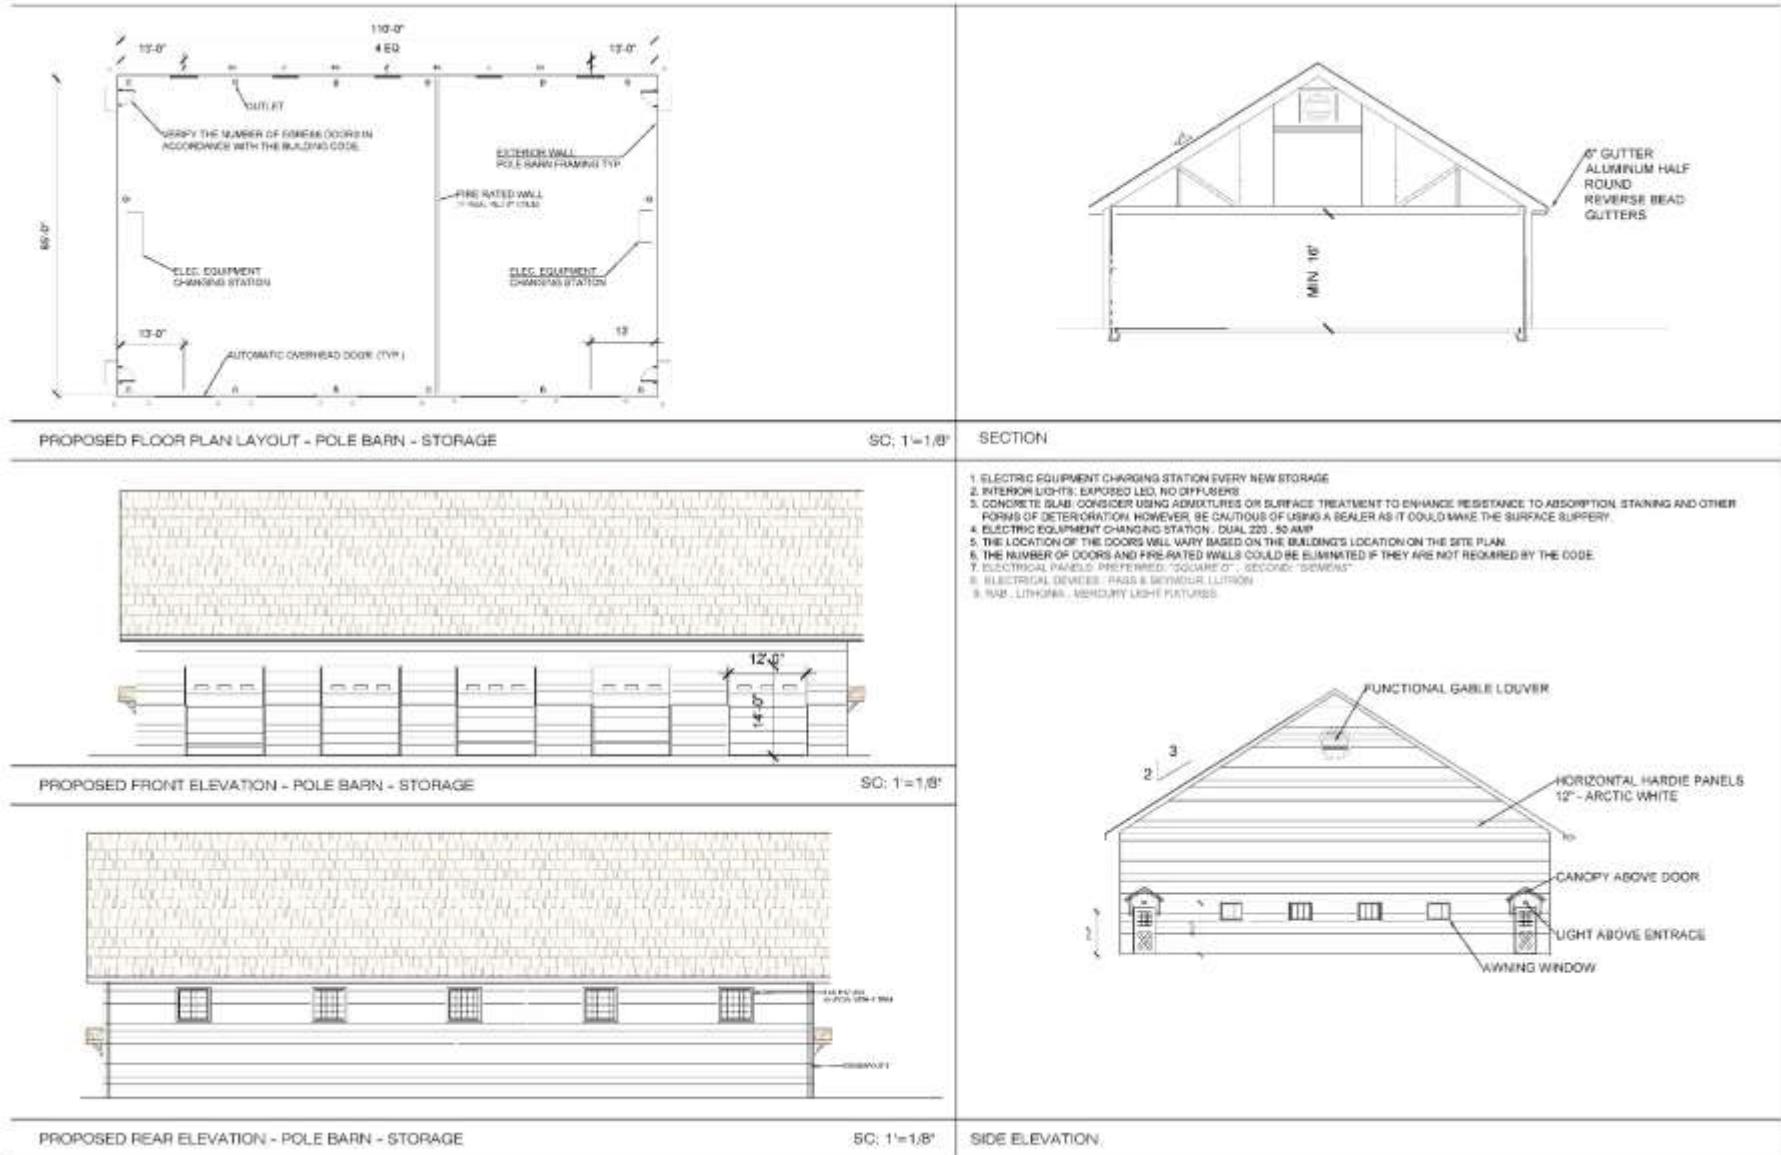 110'-0"
13'-0"
4 EQ
13'-0"
OUTLET
VERIFY THE NUMBER OF EGRESS DOORS IN
ACCORDANCE WITH THE BUILDING CODE
EXTERIOR WALL
POLE BARN FRAMING TYP
FIRE RATED WALL
ELEC. EQUIPMENT
CHANGING STATION
ELEC. EQUIPMENT
CHANGING STATION
13'-0"
13'
AUTOMATIC OVERHEAD DOOR (TYP.)
PROPOSED FLOOR PLAN LAYOUT - POLE BARN - STORAGE
SC: 1'=1/8"
6" GUTTER
ALUMINUM HALF
ROUND
REVERSE BEAD
GUTTERS
MIN 16'
SECTION
1. ELECTRIC EQUIPMENT CHARGING STATION EVERY NEW STORAGE
2. INTERIOR LIGHTS: EXPOSED LED, NO DIFFUSERS
3. CONCRETE SLAB: CONSIDER USING ADMIXTURES OR SURFACE TREATMENT TO ENHANCE RESISTANCE TO ABSORPTION, STAINING AND OTHER
FORMS OF DETERIORATION. HOWEVER, BE CAUTIOUS OF USING A SEALER AS IT COULD MAKE THE SURFACE SLIPPERY.
4. ELECTRIC EQUIPMENT CHANGING STATION. DUAL 220, 50 AMP
5. THE LOCATION OF THE DOORS WILL VARY BASED ON THE BUILDING'S LOCATION ON THE SITE PLAN.
6. THE NUMBER OF DOORS AND FIRE-RATED WALLS COULD BE ELIMINATED IF THEY ARE NOT REQUIRED BY THE CODE.
7. ELECTRICAL PANELS: PREFERRED: "SQUARE D", SECOND: "SIEMENS"
8. ELECTRICAL DEVICES: PASS & SEYMOUR, LUTRON
9. RAB, LITHONIA, MERCURY LIGHT FIXTURES
12'-0"
14'-0"
PROPOSED FRONT ELEVATION - POLE BARN - STORAGE
SC: 1'=1/8"
PROPOSED REAR ELEVATION - POLE BARN - STORAGE
SC: 1'=1/8"
FUNCTIONAL GABLE LOUVER
3
2
HORIZONTAL HARDIE PANELS
12" - ARCTIC WHITE
CANOPY ABOVE DOOR
LIGHT ABOVE ENTRACE
AWNING WINDOW
SIDE ELEVATION